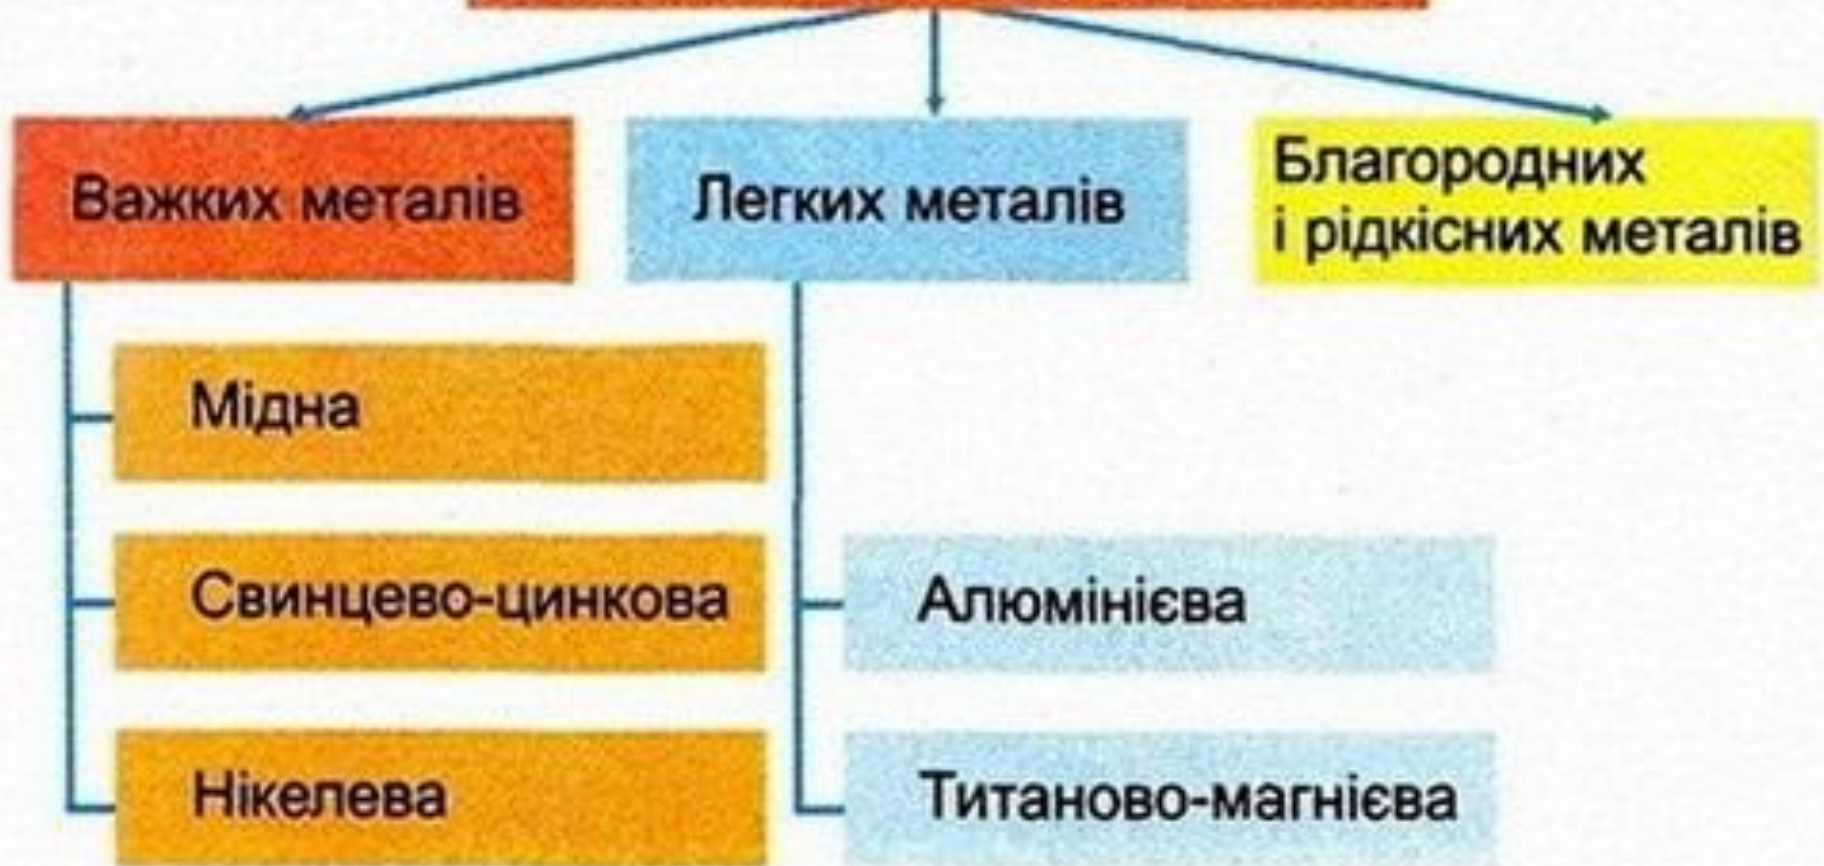 Важких металів
Легких металів
Благородних
і рідкісних металів
Мідна
Свинцево-цинкова
Алюмінієва
Нікелева
Титаново-магнієва